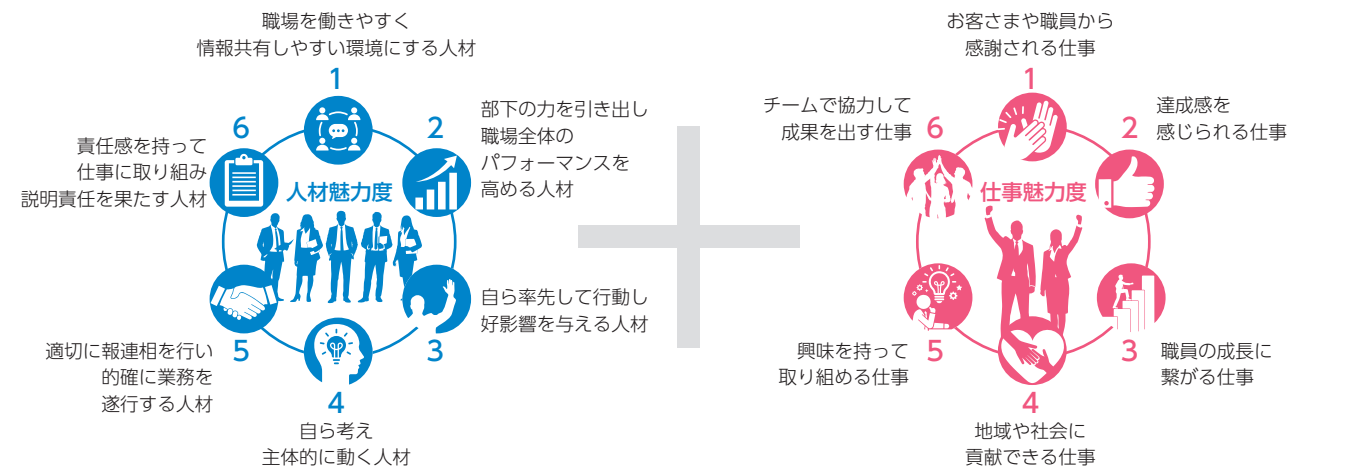 職場を働きやすく
情報共有しやすい環境にする人材
1
部下の力を引き出し
職場全体の
パフォーマンスを
高める人材
2
自ら率先して行動し
好影響を与える人材
3
4
自ら考え
主体的に動く人材
適切に報連相を行い
的確に業務を
遂行する人材
5
責任感を持って
仕事に取り組み
説明責任を果たす人材
6
人材魅力度
お客さまや職員から
感謝される仕事
1
達成感を
感じられる仕事
2
職員の成長に
繋がる仕事
3
4
地域や社会に
貢献できる仕事
興味を持って
取り組める仕事
5
チームで協力して
成果を出す仕事
6
仕事魅力度